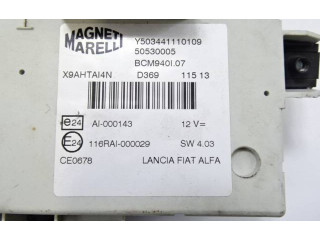 MAGNETI
MARELLI
Y503441110109
50530005
BCM940I.07
X9AHTAI4N D369 115 13
e24 AI-000143 12 V=
E24 116RAI-000029 SW 4.03
CE0678 LANCIA FIAT ALFA